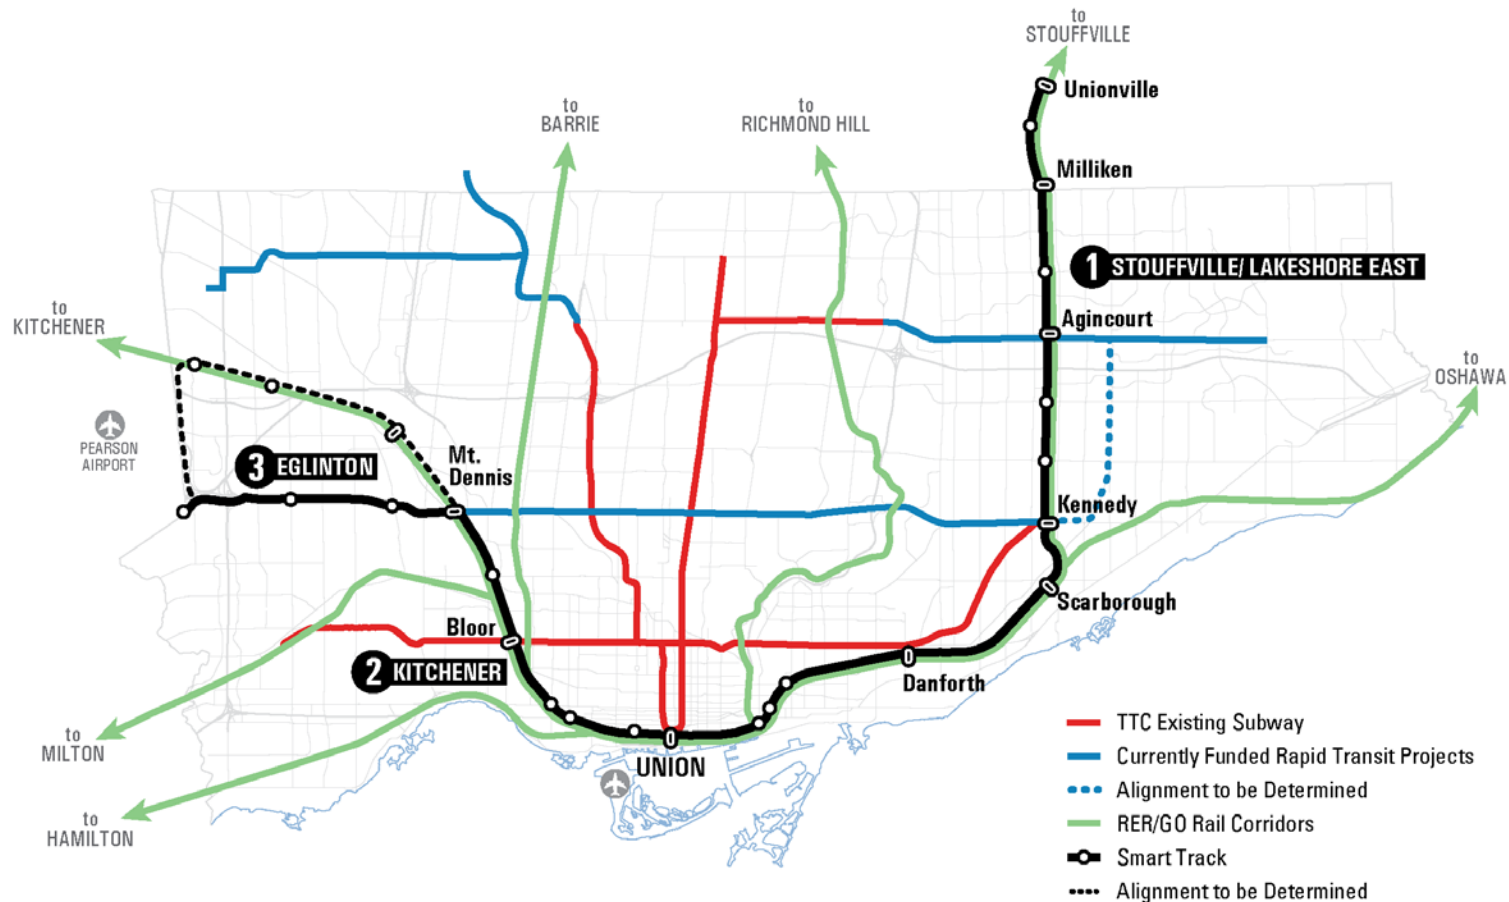 to
STOUFFVILLE
Unionville
to
BARRIE
to
RICHMOND HILL
Milliken
1 STOUFFVILLE/ LAKESHORE EAST
to
KITCHENER
Agincourt
to
OSHAWA
PEARSON
AIRPORT
3 EGLINTON
Mt.
Dennis
Kennedy
Scarborough
Bloor
2 KITCHENER
Danforth
to
MILTON
UNION
to
HAMILTON
TTC Existing Subway
Currently Funded Rapid Transit Projects
Alignment to be Determined
RER/GO Rail Corridors
Smart Track
Alignment to be Determined